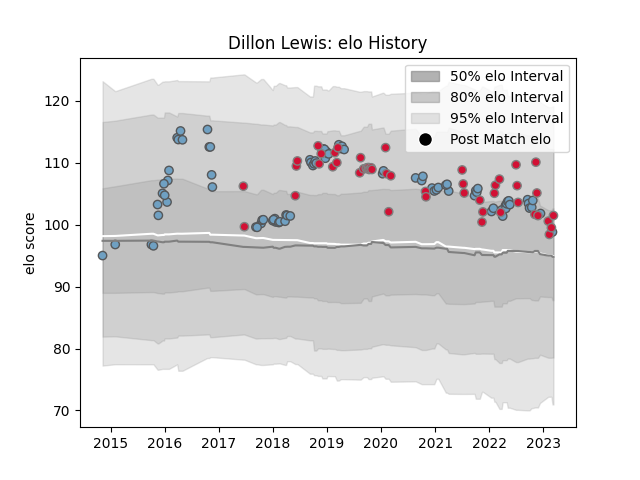 Dillon Lewis: elo History
50% elo Interval
80% elo Interval
95% elo Interval
Post Match elo
elo score
120
110
100
90
80
70
2015 2016 2017 2018 2019 2020 2021 2022 2023